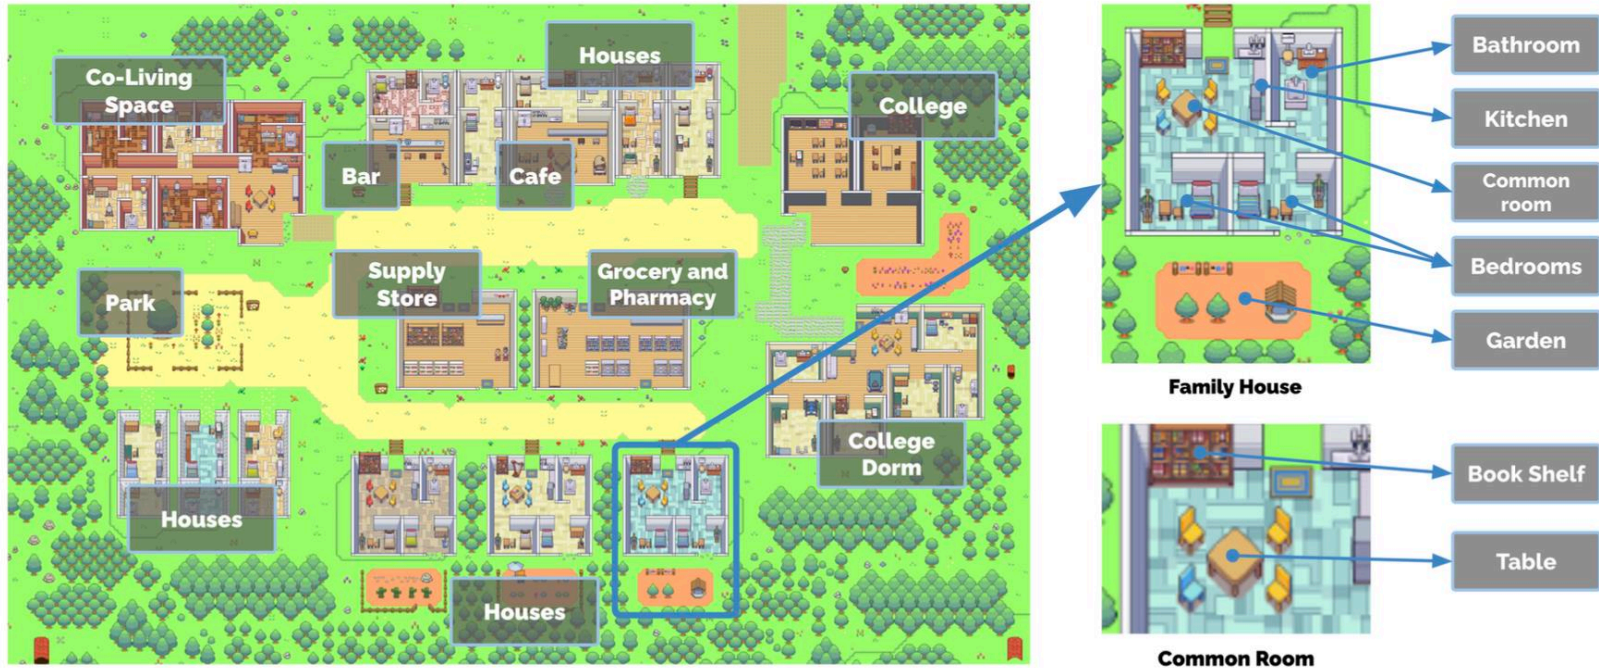 Co-Living
Space
Houses
College
Bar
Cafe
Park
Supply
Store
Grocery and
Pharmacy
College
Dorm
Houses
Houses
Bathroom
Kitchen
Common
room
Bedrooms
Garden
Family House
Book Shelf
Table
Common Room